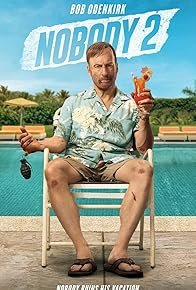 BOB ODENKIRK
NOBODY 2
NOBODY RUINS HIS VACATION.